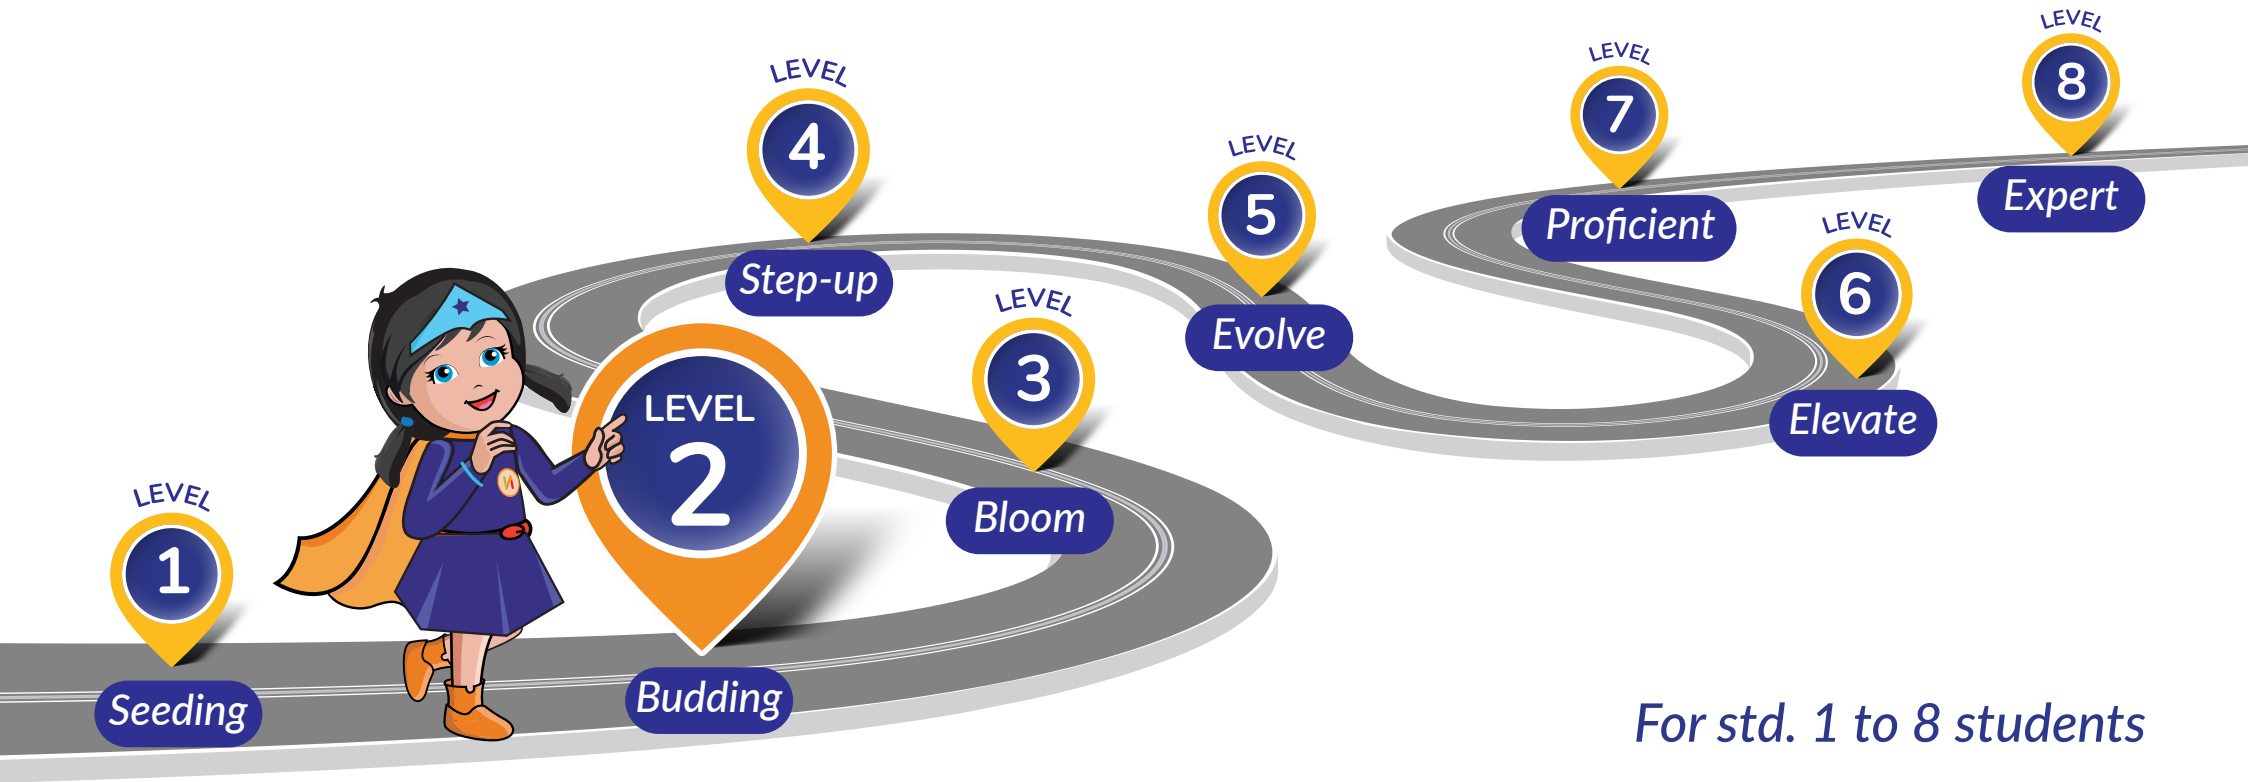 LEVEL
1
Seeding
LEVEL
2
Budding
LEVEL
3
Bloom
LEVEL
4
Step-up
LEVEL
5
Evolve
LEVEL
6
Elevate
LEVEL
7
Proficient
LEVEL
8
Expert
For std. 1 to 8 students